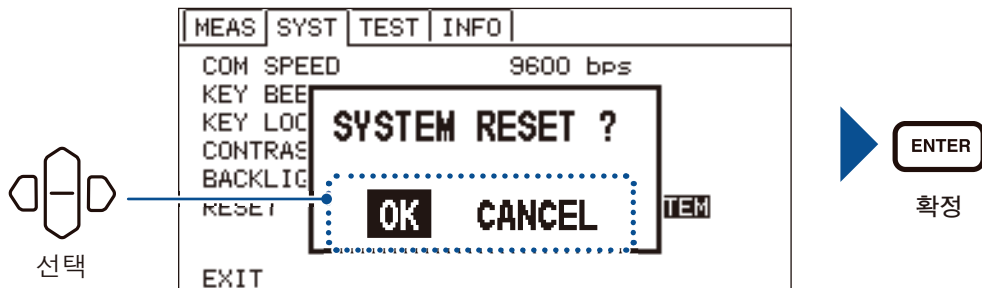 MEAS SYST TEST INFO
COM SPEED 9600 bps
KEY BEE
KEY LOC
CONTRAS
BACKLIG
RESET TEM
EXIT
SYSTEM RESET ?
OK CANCEL
선택
ENTER
확정